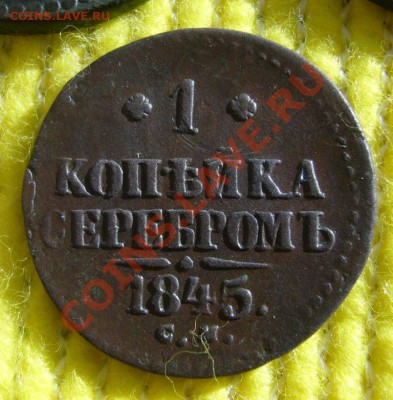 COINS.LAVE.RU
* 1 *
КОПѢЙКА
СЕРЕБРОМЪ
1845.
С.М.
COINS.LAVE.RU